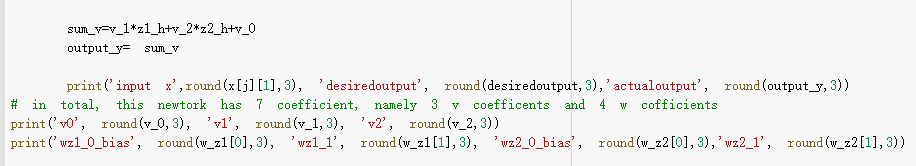 sum_v=v_1*z1_h+v_2*z2_h+v_0
output_y=  sum_v
print('input  x',round(x[j][1],3),  'desiredoutput',  round(desiredoutput,3),'actualoutput',  round(output_y,3))
#  in  total,  this  newtork  has  7  coefficient,  namely  3  v  coefficents  and  4  w  cofficients
print('v0',  round(v_0,3),  'v1',  round(v_1,3),  'v2',  round(v_2,3))
print('wz1_0_bias',  round(w_z1[0],3),  'wz1_1',  round(w_z1[1],3),  'wz2_0_bias',  round(w_z2[0],3),'wz2_1',  round(w_z2[1],3))